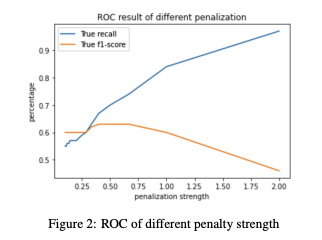 ROC result of different penalization
True recall
True f1-score
percentage
0.9
0.8
0.7
0.6
0.5
0.25 0.50 0.75 1.00 1.25 1.50 1.75 2.00
penalization strength
Figure 2: ROC of different penalty strength